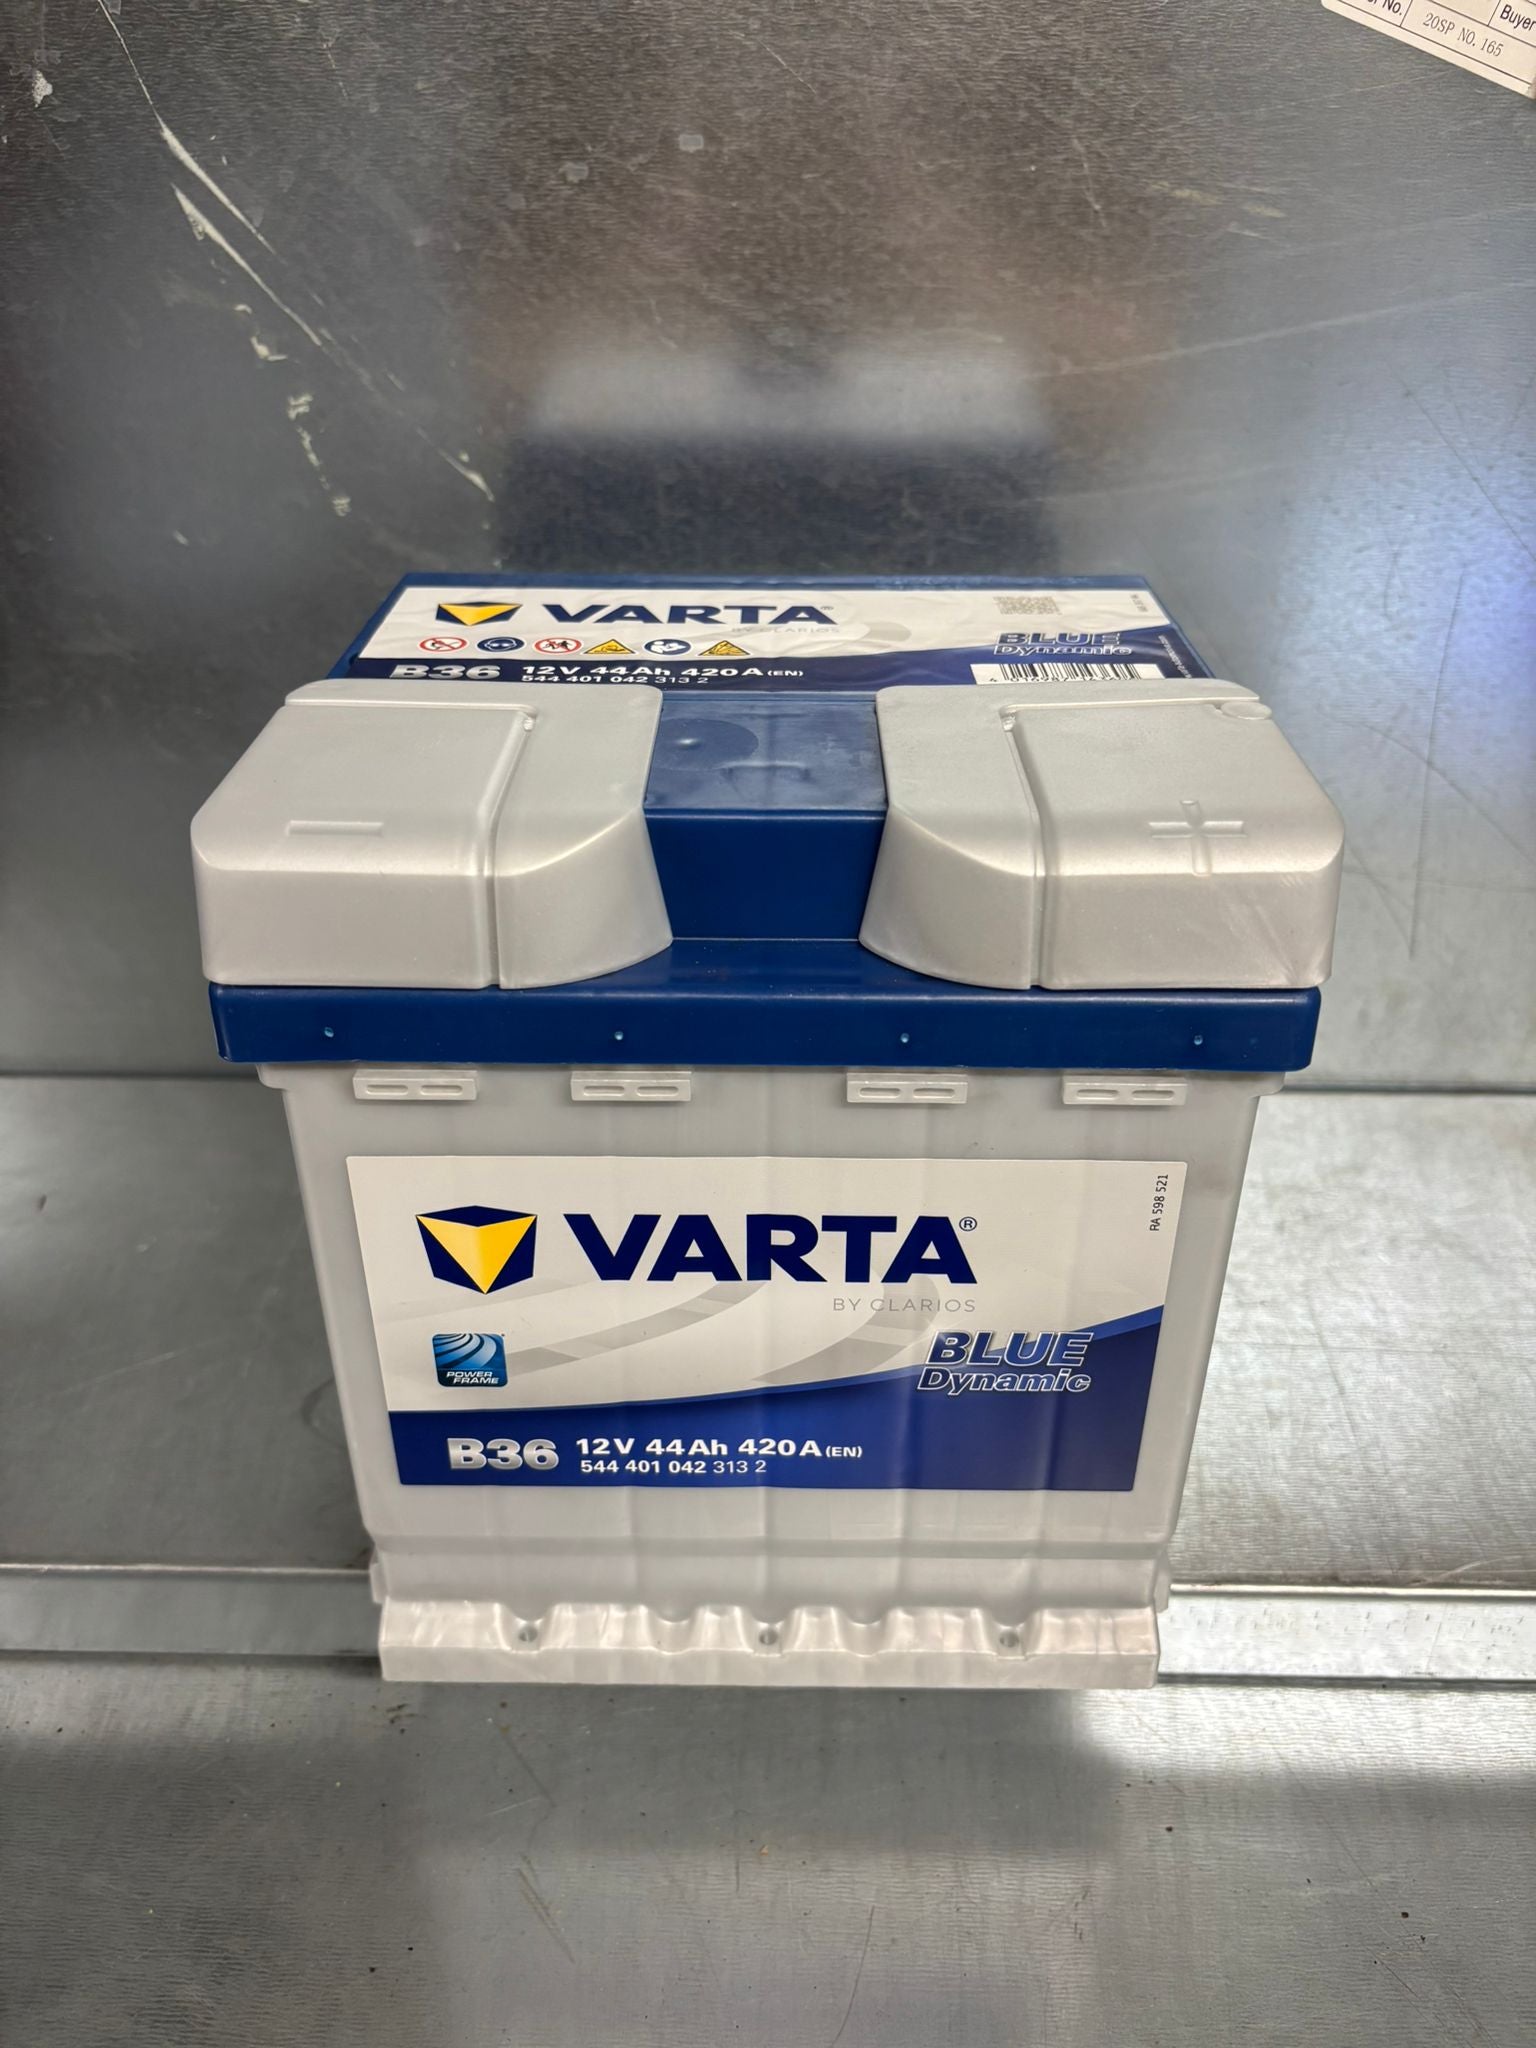 Buyer
20SP NO. 165
VARTA®
BY CLARIOS
BLUE
Dynamic
B36 12V 44Ah 420A (EN)
544 401 042 313 2
RA 598 521
VARTA®
BY CLARIOS
POWER
FRAME
BLUE
Dynamic
B36 12V 44Ah 420A (EN)
544 401 042 313 2